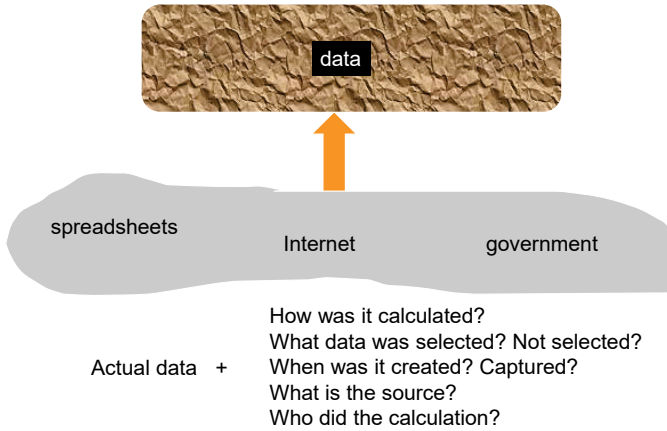 data
spreadsheets
Internet
government
How was it calculated?
What data was selected? Not selected?
Actual data + When was it created? Captured?
What is the source?
Who did the calculation?